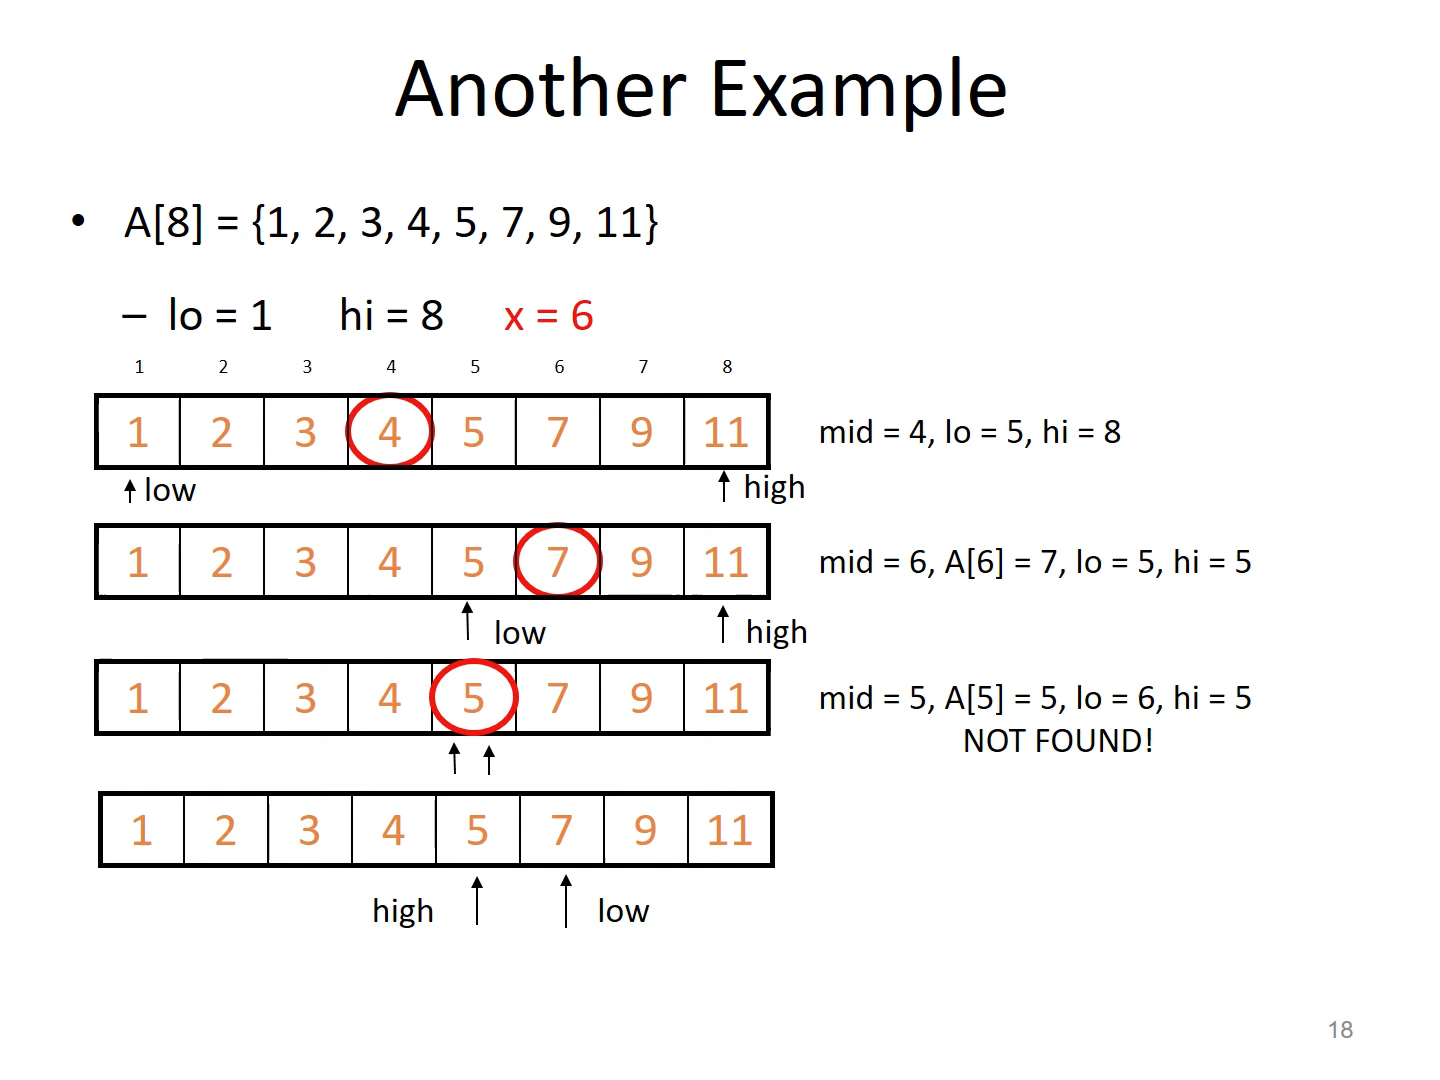 Another Example
• A[8] = {1, 2, 3, 4, 5, 7, 9, 11}
– lo = 1 hi = 8 x = 6
1 2 3 4 5 6 7 8
1 2 3 4 5 7 9 11 mid = 4, lo = 5, hi = 8
low high
1 2 3 4 5 7 9 11 mid = 6, A[6] = 7, lo = 5, hi = 5
low high
1 2 3 4 5 7 9 11 mid = 5, A[5] = 5, lo = 6, hi = 5
NOT FOUND!
1 2 3 4 5 7 9 11
high low
18